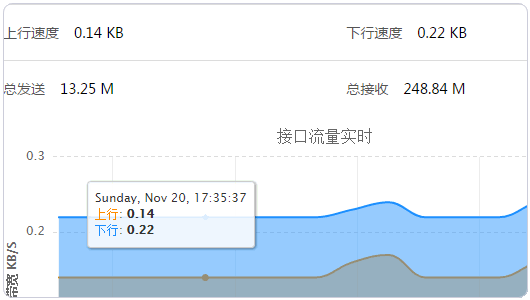 上行速度 0.14 KB 下行速度 0.22 KB
总发送 13.25 M 总接收 248.84 M
接口流量实时
0.3
Sunday, Nov 20, 17:35:37
上行: 0.14
下行: 0.22
0.2
宽 KB/S